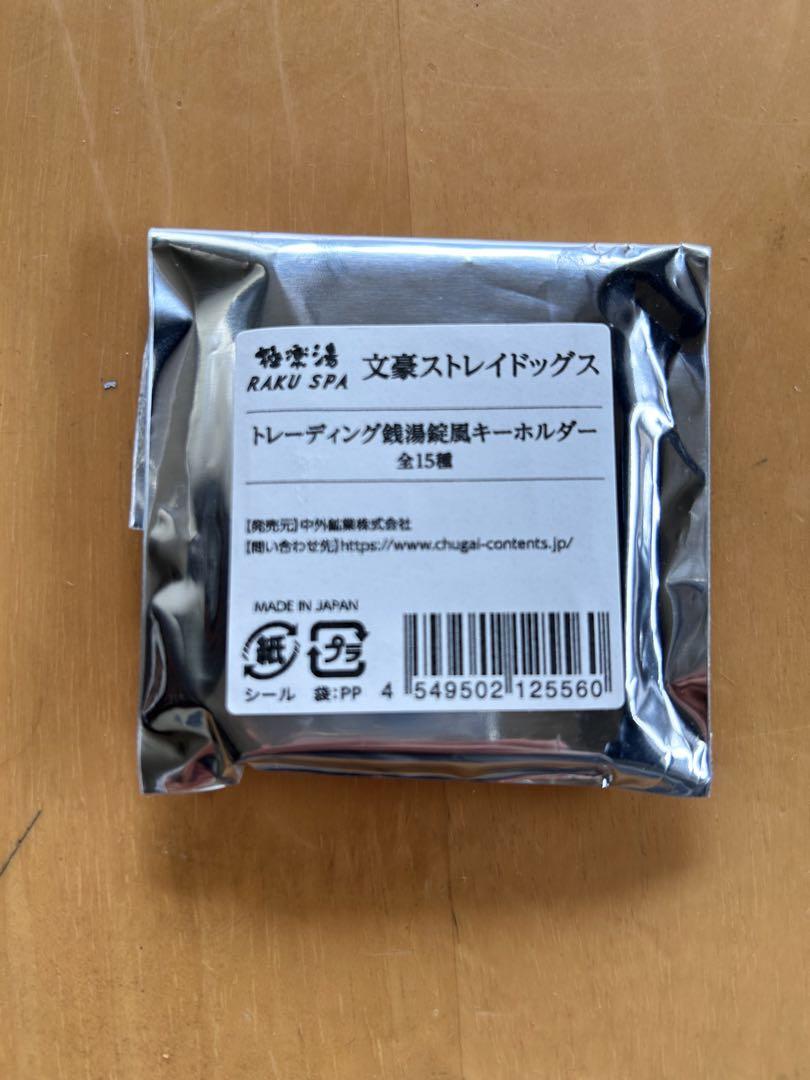 極楽湯
RAKU SPA
文豪ストレイドッグス
トレーディング銭湯錠風キーホルダー
全15種
【発売元】中外鉱業株式会社
【問い合わせ先】https://www.chugai-contents.jp/
MADE IN JAPAN
紙
プラ
シール 袋:PP
4 549502 125560